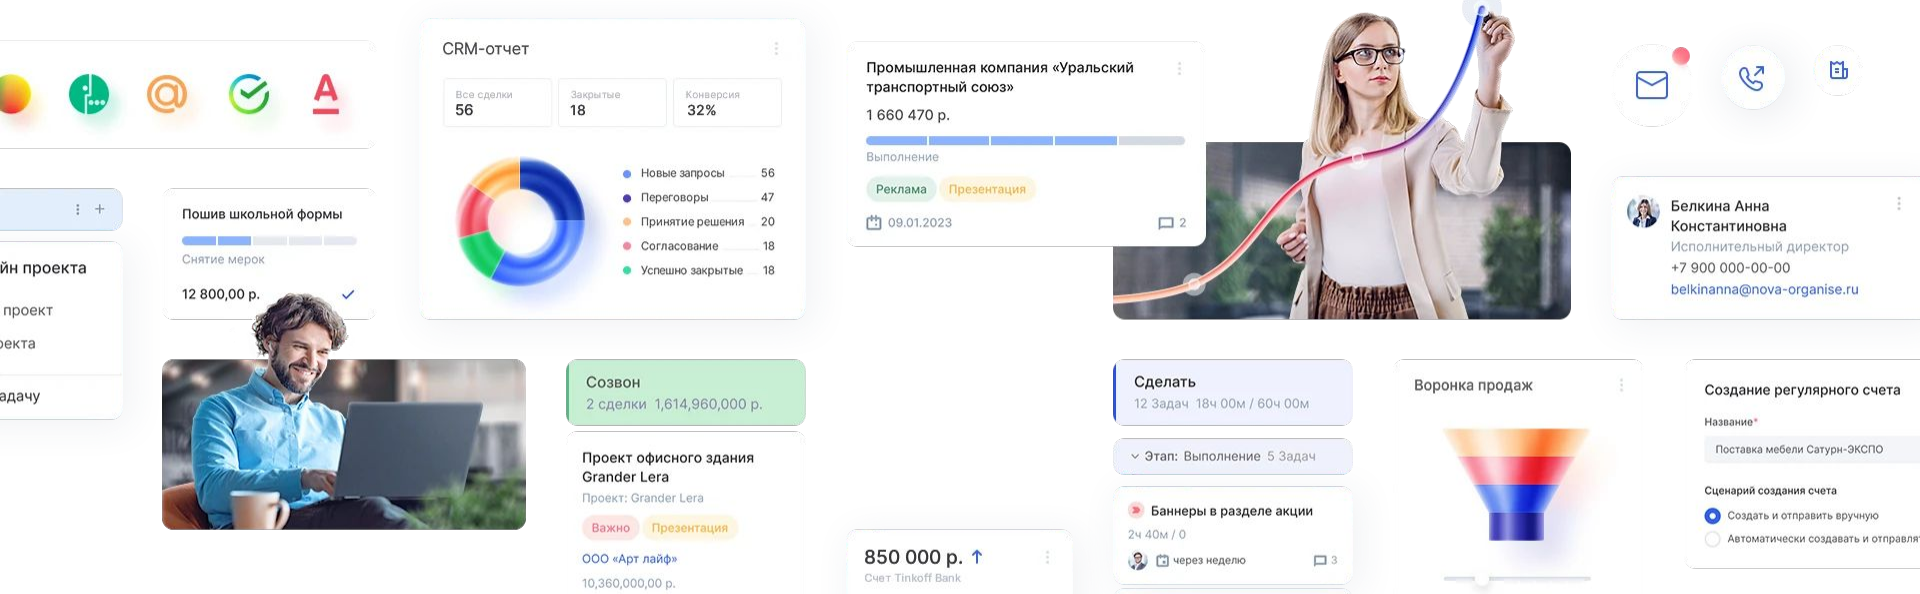 йн проекта
проект
оекта
адачу
Пошив школьной формы
Снятие мерок
12 800,00 р.
CRM-отчет
Все сделки
56
Закрытые
18
Конверсия
32%
Новые запросы 56
Переговоры 47
Принятие решения 20
Согласование 18
Успешно закрытые 18
Созвон
2 сделки 1,614,960,000 р.
Проект офисного здания
Grander Lera
Проект: Grander Lera
Важно Презентация
ООО «Арт лайф»
10,360,000,00 р.
Промышленная компания «Уральский
транспортный союз»
1 660 470 р.
Выполнение
Реклама Презентация
09.01.2023 2
850 000 р.
Счет Tinkoff Bank
Сделать
12 Задач 18ч 00м / 60ч 00м
Этап: Выполнение 5 Задач
Баннеры в разделе акции
2ч 40м / 0
через неделю 3
Воронка продаж
Белкина Анна
Константиновна
Исполнительный директор
+7 900 000-00-00
belkinanna@nova-organise.ru
Создание регулярного счета
Название*
Поставка мебели Сатурн-ЭКСПО
Сценарий создания счета
Создать и отправить вручную
Автоматически создавать и отправлят